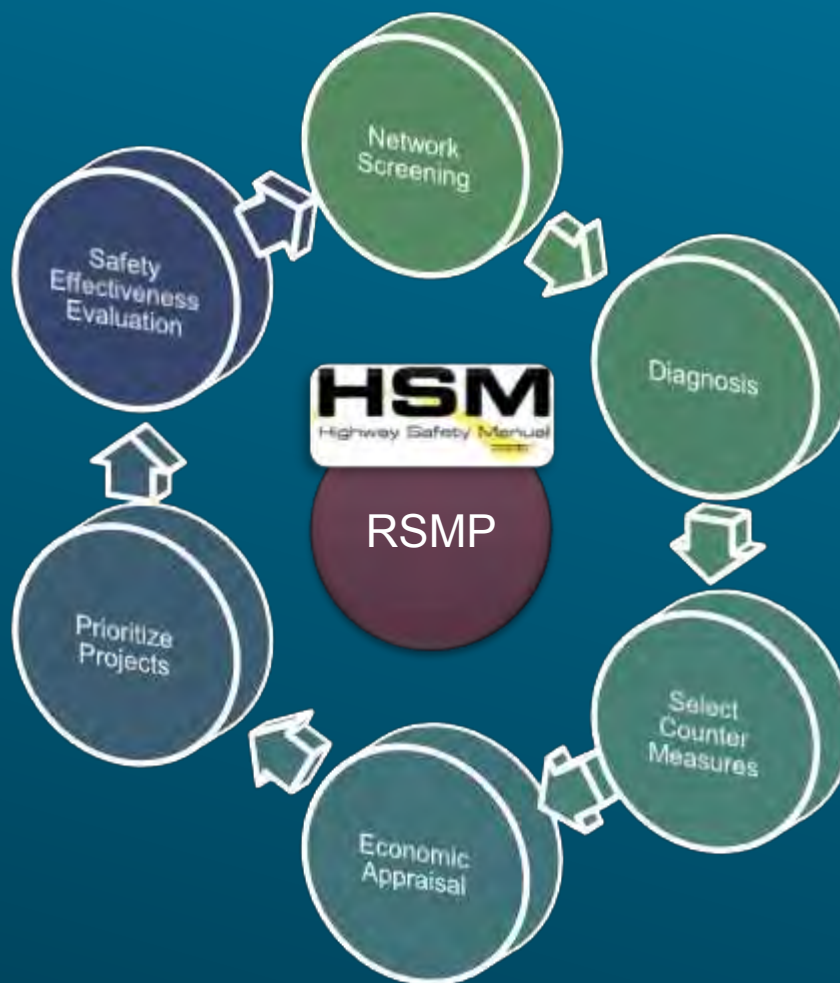 Network
Screening
Safety
Effectiveness
Evaluation
Diagnosis
HSM
Highway Safety Manual
RSMP
Prioritize
Projects
Select
Counter
Measures
Economic
Appraisal